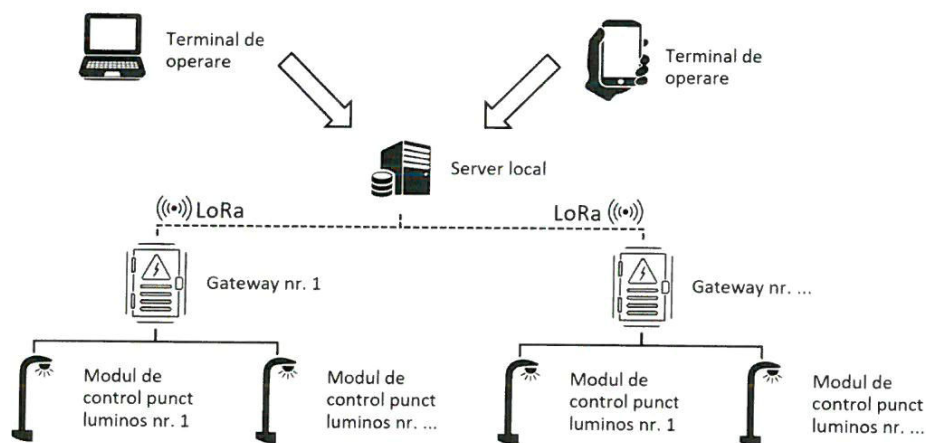 Terminal de
operare
Terminal de
operare
Server local
LoRa
LoRa
Gateway nr. 1
Gateway nr. ...
Modul de
control punct
luminos nr. 1
Modul de
control punct
luminos nr. ...
Modul de
control punct
luminos nr. 1
Modul de
control punct
luminos nr. ...